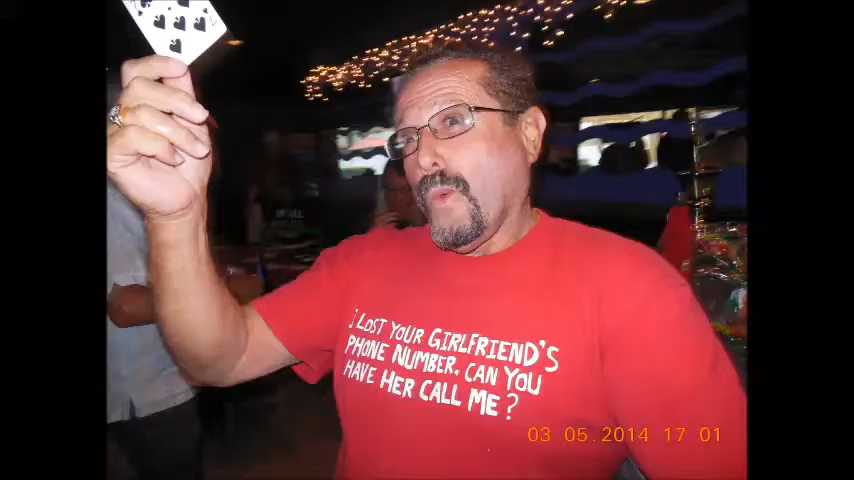 I LOST YOUR GIRLFRIEND'S
PHONE NUMBER. CAN YOU
HAVE HER CALL ME?
03 05.2014 17 01